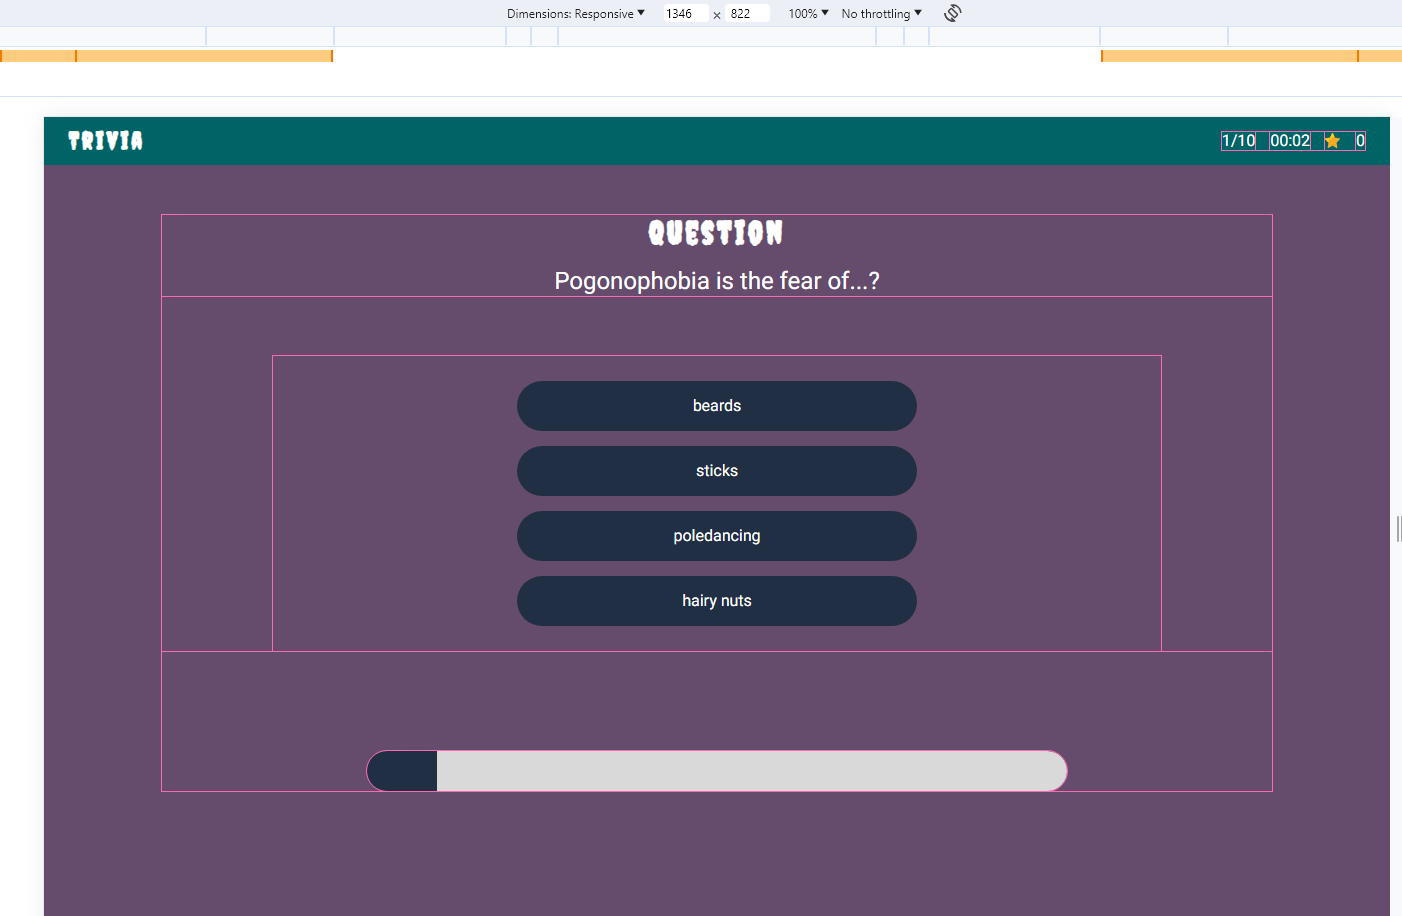 Dimensions: Responsive ▼ 1346 × 822 100% ▼ No throttling ▼
TRIVIA
1/10 00:02 ⭐ 0
QUESTION
Pogonophobia is the fear of...?
beards
sticks
poledancing
hairy nuts